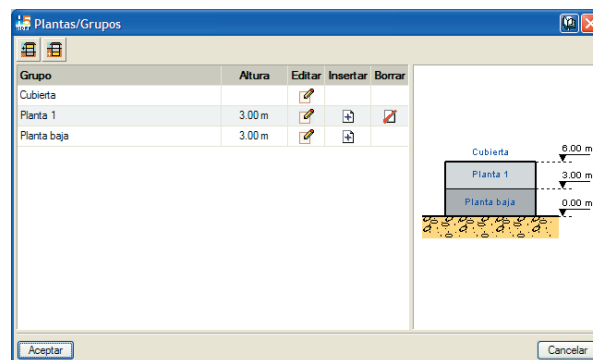 Plantas/Grupos
Grupo Altura Editar Insertar Borrar
Cubierta
Planta 1 3.00 m
Planta baja 3.00 m
Cubierta 6.00 m
Planta 1 3.00 m
Planta baja 0.00 m
Aceptar Cancelar